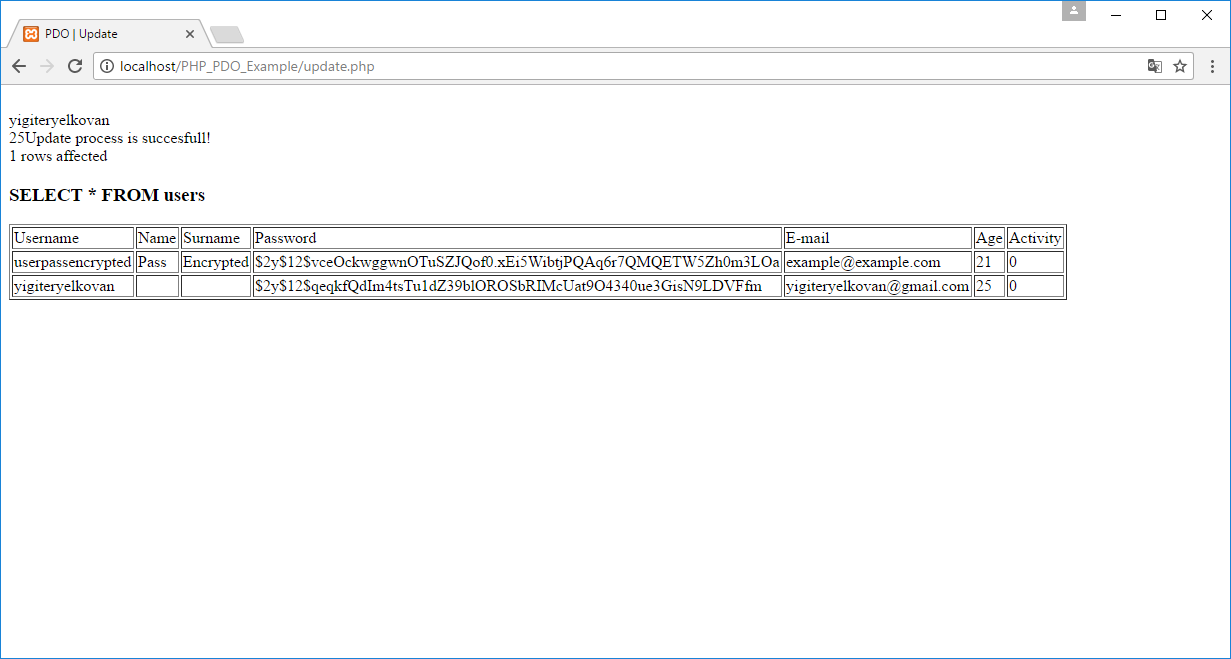 PDO | Update
localhost/PHP_PDO_Example/update.php
yigiteryelkovan
25Update process is succesfull!
1 rows affected
SELECT * FROM users
Username Name Surname Password E-mail Age Activity
userpassencrypted Pass Encrypted $2y$12$vceOckwggwnOTuSZJQof0.xEi5WibtjPQAq6r7QMQETW5Zh0m3LOa example@example.com 21 0
yigiteryelkovan $2y$12$qeqkfQdIm4tsTu1dZ39blOROSbRIMcUat9O4340ue3GisN9LDVFfm yigiteryelkovan@gmail.com 25 0